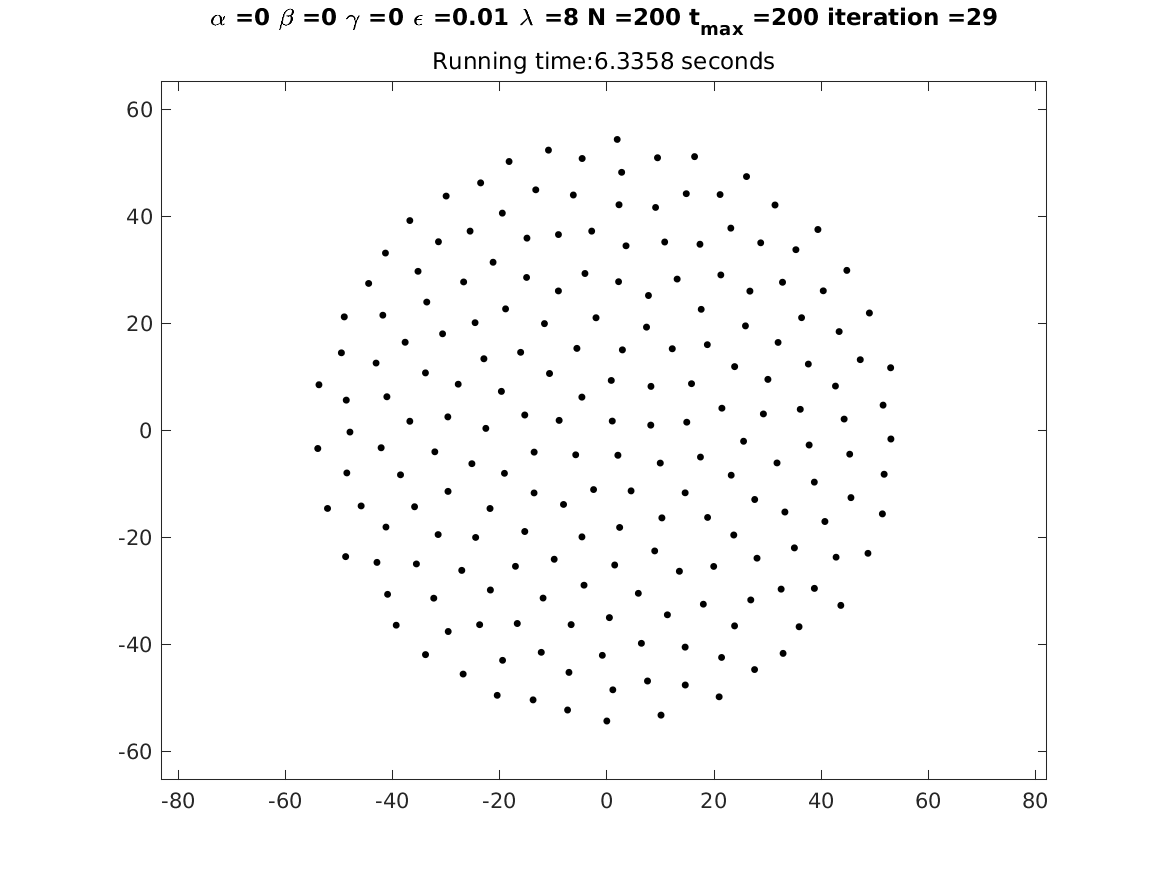 α =0 β =0 γ =0 ϵ =0.01 λ =8 N =200 t_max =200 iteration =29
Running time:6.3358 seconds
60
40
20
0
-20
-40
-60
-80 -60 -40 -20 0 20 40 60 80